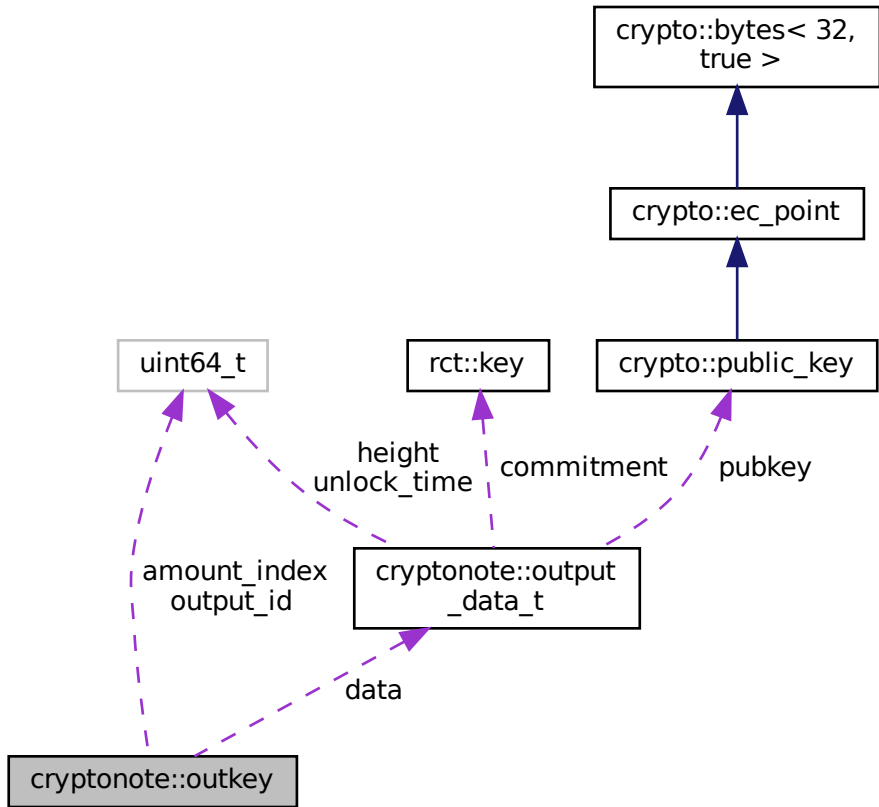 crypto::bytes< 32,
true >
crypto::ec_point
uint64_t
rct::key
crypto::public_key
height
unlock_time
commitment
pubkey
amount_index
output_id
cryptonote::output
_data_t
data
cryptonote::outkey